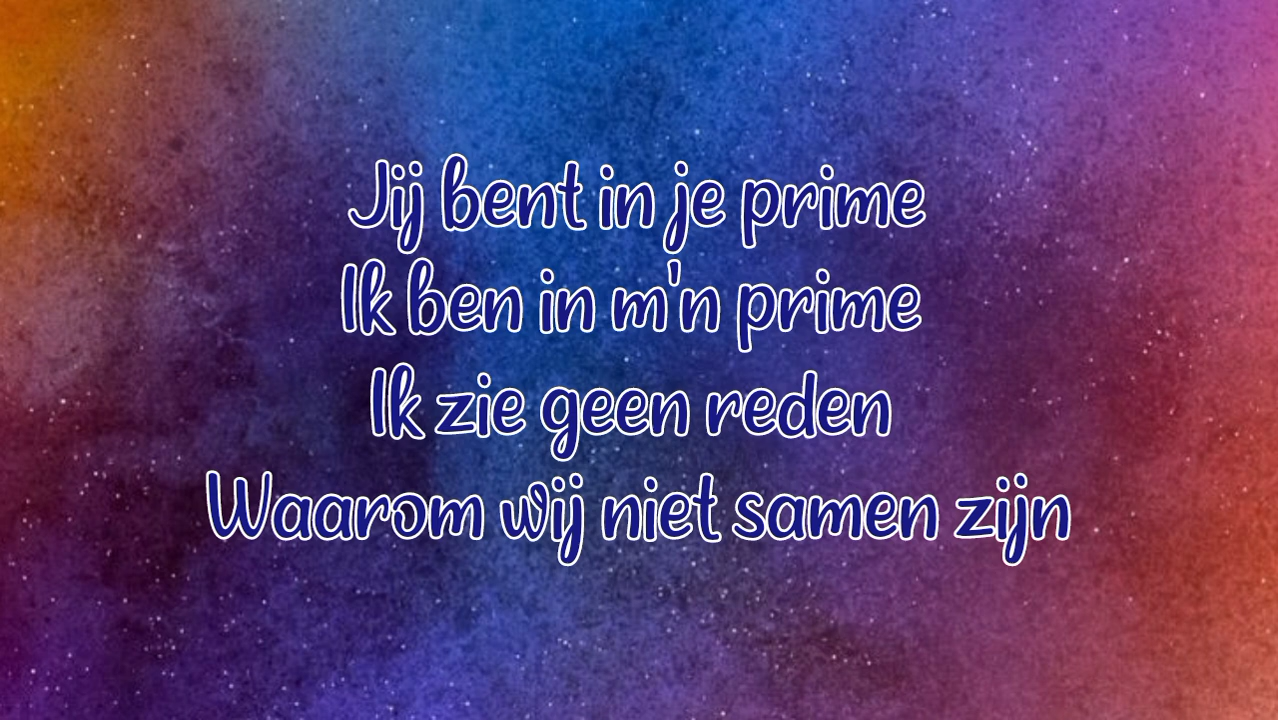 Jij bent in je prime
Ik ben in m'n prime
Ik zie geen reden
Waarom wij niet samen zijn